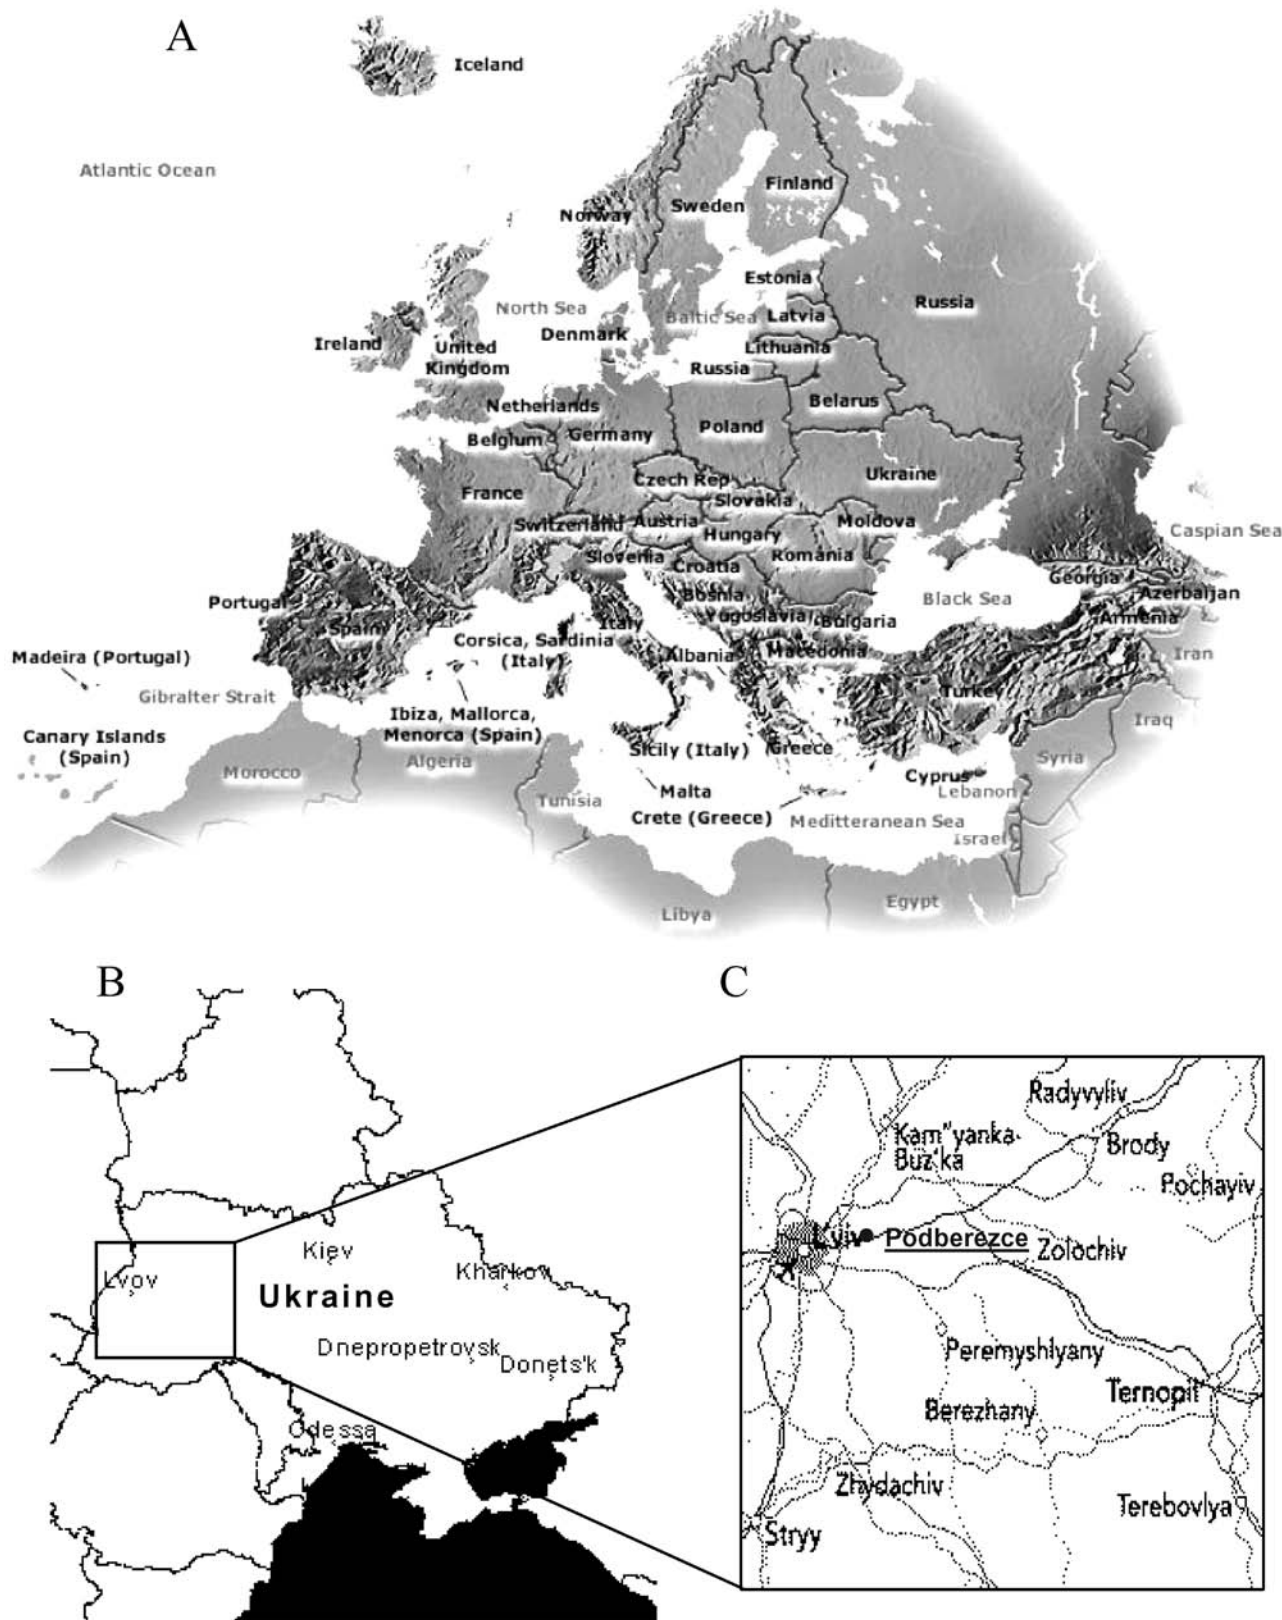 A
Iceland
Atlantic Ocean
Finland
Sweden
Norway
Estonia
Russia
North Sea
Baltic Sea
Latvia
Denmark
Ireland
United
Kingdom
Lithuania
Russia
Belarus
Netherlands
Poland
Belgium
Germany
Ukraine
Czech Rep
France
Slovakia
Switzerland
Austria
Moldova
Hungary
Caspian Sea
Slovenia
Romania
Croatia
Georgia
Bosnia
Azerbaijan
Portugal
Black Sea
Yugoslavia
Bulgaria
Armenia
Spain
Italy
Corsica, Sardinia
(Italy)
Albania
Macedonia
Iran
Madeira (Portugal)
Gibralter Strait
Turkey
Ibiza, Mallorca,
Menorca (Spain)
Iraq
Canary Islands
(Spain)
Sicily (Italy)
Greece
Syria
Morocco
Algeria
Cyprus
Lebanon
Malta
Tunisia
Crete (Greece)
Meditteranean Sea
Israel
Egypt
Libya
B
Kiev
Lvov
Kharkov
Ukraine
Dnepropetrovsk
Donets'k
Odessa
C
Radyvyliv
Kam"yanka-
Buz'ka
Brody
Pochayiv
Lviv
Podberezce
Zolochiv
Peremyshlyany
Ternopil'
Berezhany
Zhydachiv
Terebovlya
Stryy